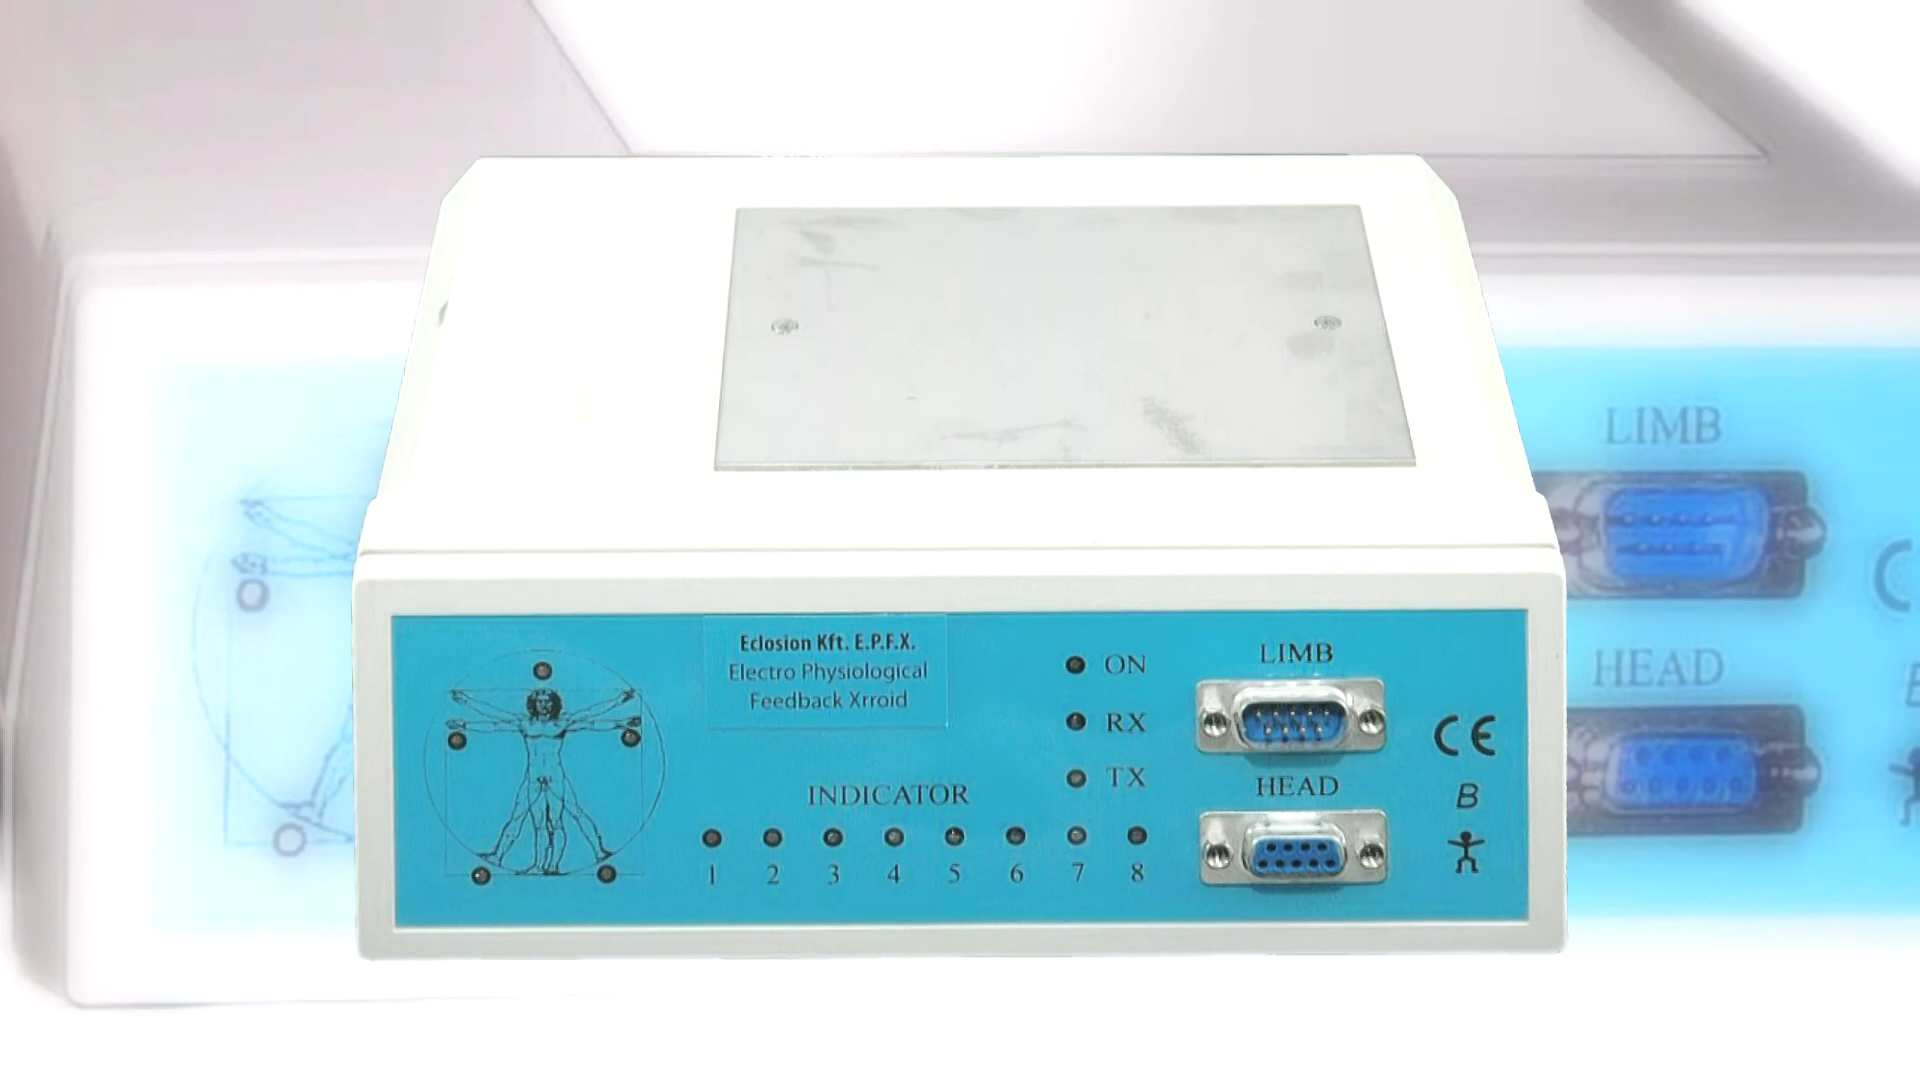 Eclosion Kft. E.P.F.X.
Electro Physiological
Feedback Xrroid
ON
RX
TX
INDICATOR
1 2 3 4 5 6 7 8
LIMB
HEAD
CE
B
LIMB
HEAD